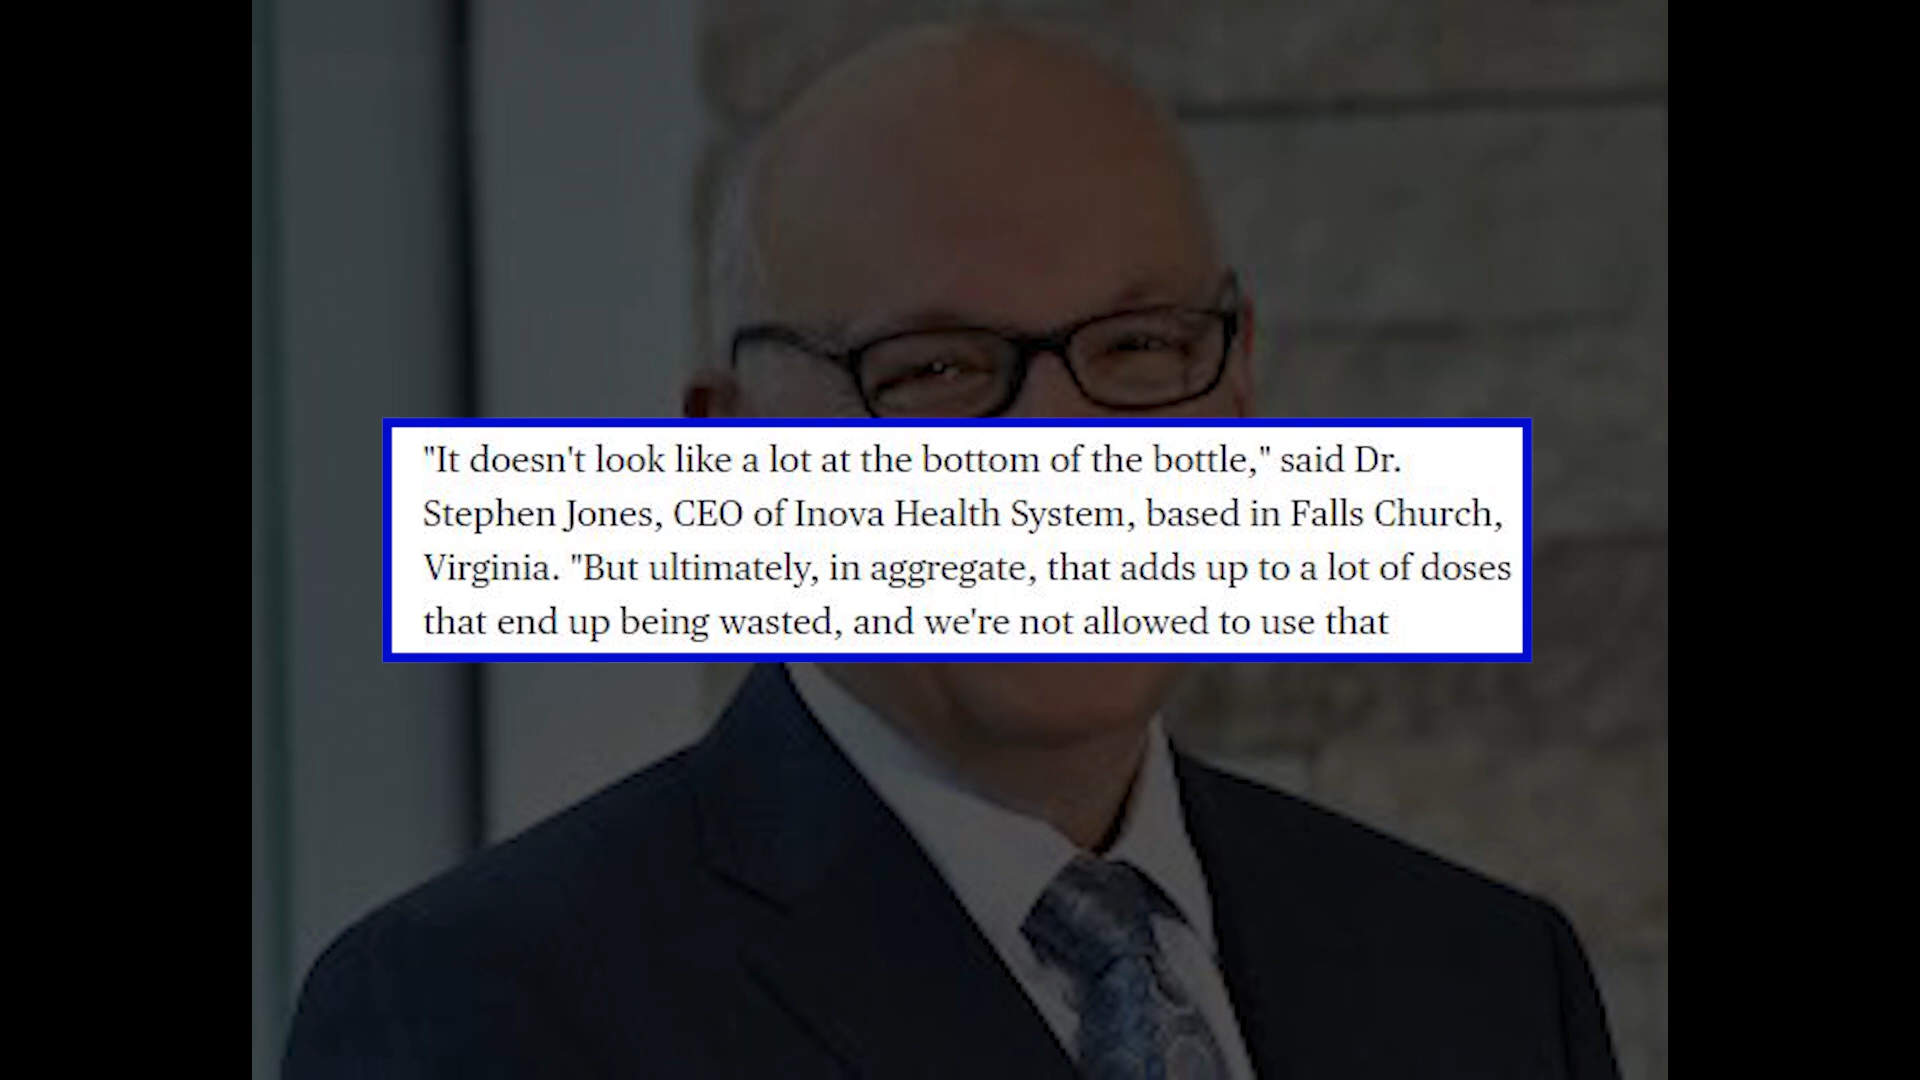 "It doesn't look like a lot at the bottom of the bottle," said Dr.
Stephen Jones, CEO of Inova Health System, based in Falls Church,
Virginia. "But ultimately, in aggregate, that adds up to a lot of doses
that end up being wasted, and we're not allowed to use that